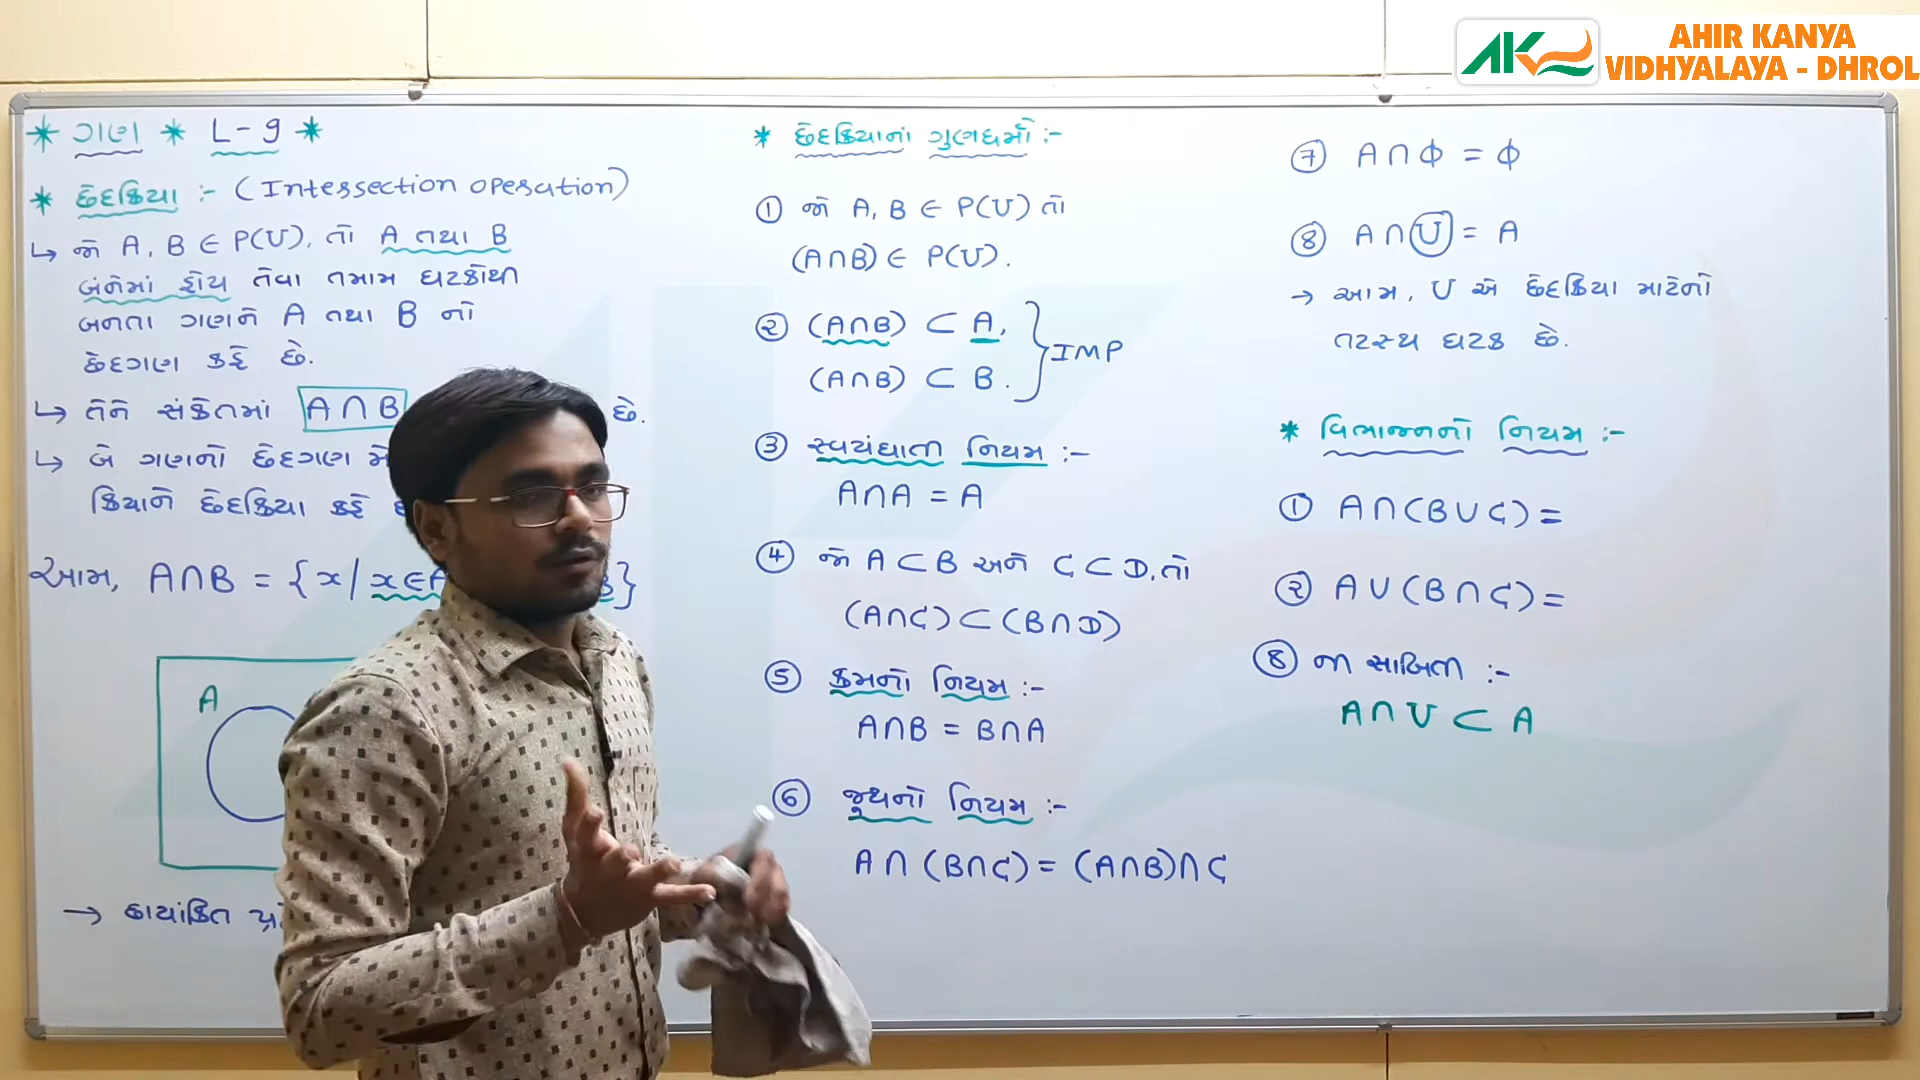 AHIR KANYA
VIDHYALAYA - DHROL
* ગણ * L-9 *
* છેદક્રિયા :- (Intersection operation)
↳ જો A, B ∈ P(U), તો A તથા B
બંનેમાં હોય તેવા તમામ ઘટકોથી
બનતા ગણને A તથા B નો
છેદગણ કહે છે.
↳ તેને સંકેતમાં A∩B છે.
↳ બે ગણનો છેદગણ
ક્રિયાને છેદક્રિયા કહે
આમ, A∩B = {x / x∈A B}
A
→ છાયાંકિત
* છેદક્રિયાનાં ગુણધર્મો :-
① જો A, B ∈ P(U) તો
(A∩B) ∈ P(U).
② (A∩B) ⊂ A,
(A∩B) ⊂ B. } IMP
③ સ્વયંઘાતી નિયમ :-
A∩A = A
④ જો A⊂B અને C⊂D, તો
(A∩C) ⊂ (B∩D)
⑤ ક્રમનો નિયમ :-
A∩B = B∩A
⑥ જૂથનો નિયમ :-
A∩(B∩C) = (A∩B)∩C
⑦ A∩Φ = Φ
⑧ A∩U = A
→ આમ, U એ છેદક્રિયા માટેનો
તટસ્થ ઘટક છે.
* વિભાજનનો નિયમ :-
① A∩(B∪C) =
② A∪(B∩C) =
⑧ ની સાબિતી :-
A∩U ⊂ A